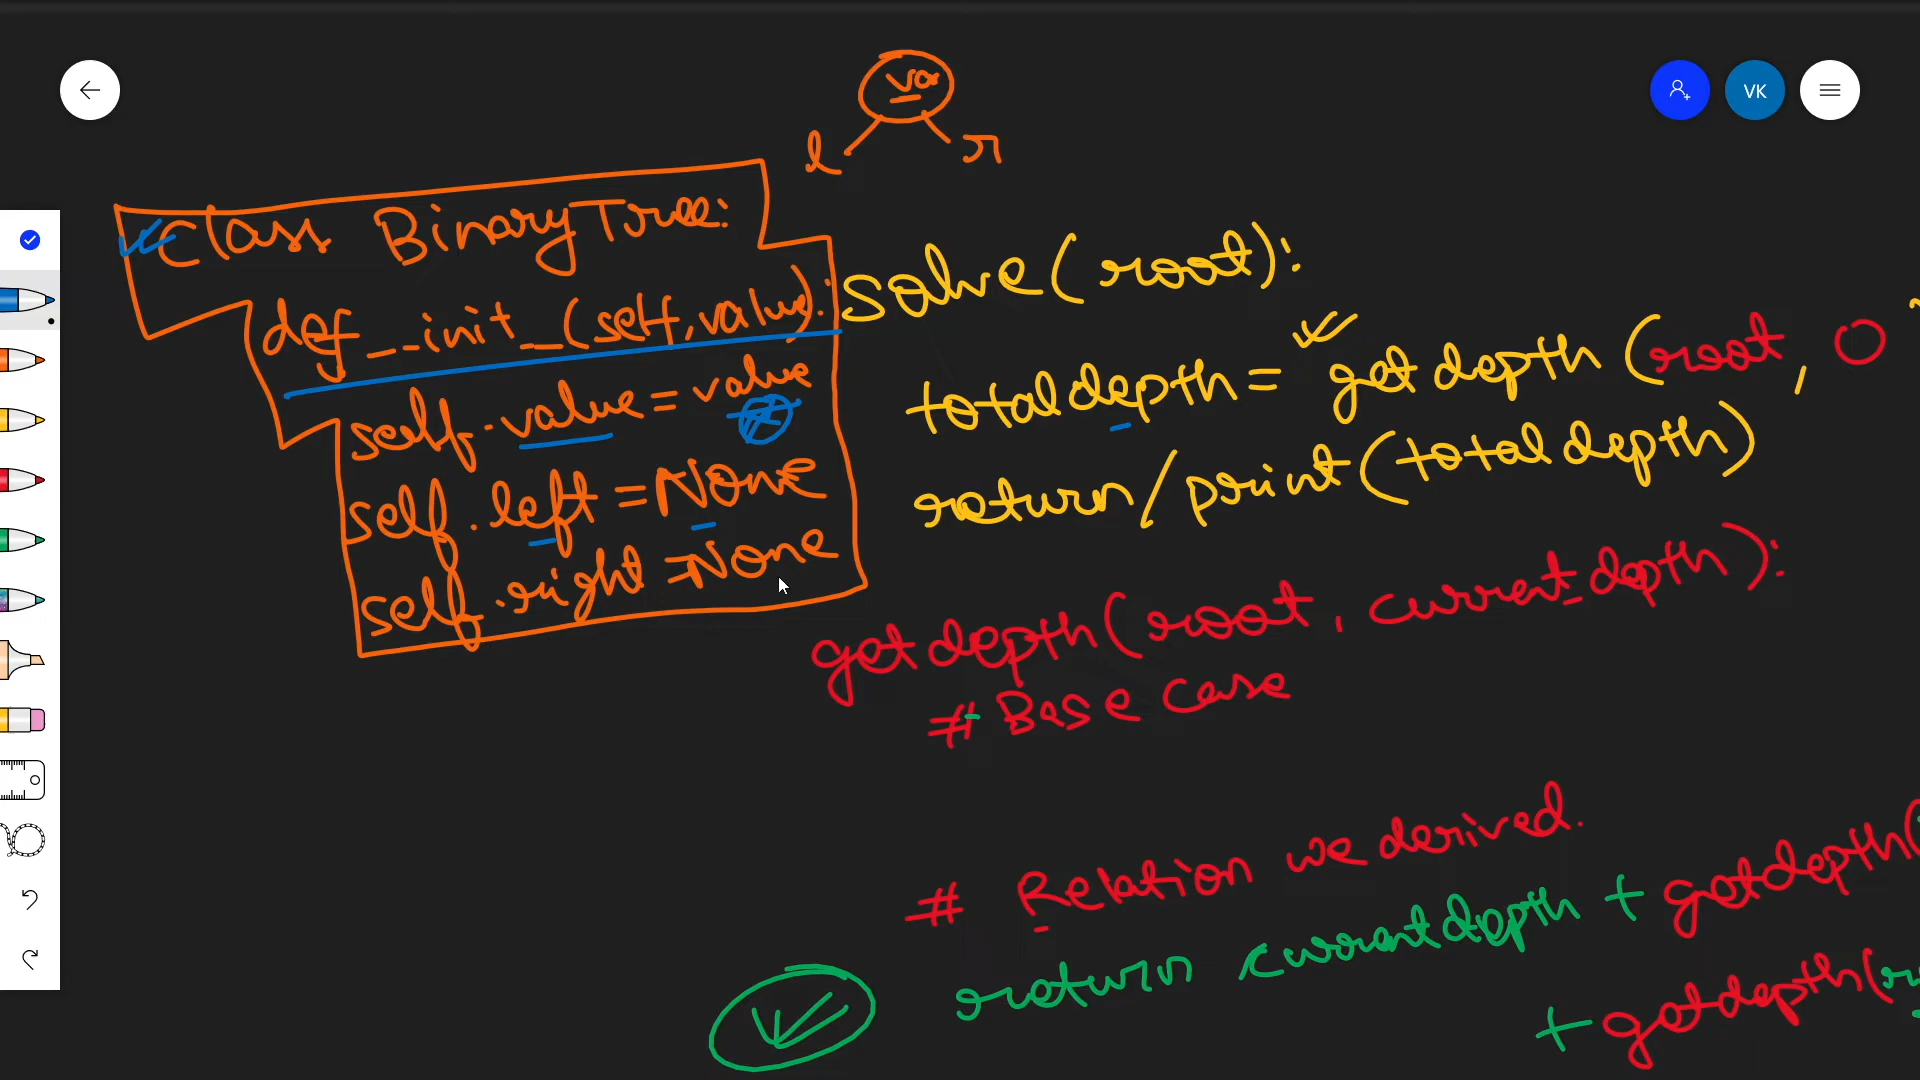 val
l r
VK
Class BinaryTree:
def __init__(self, value):
self.value = value
self.left = None
self.right = None
solve(root):
totaldepth = getdepth(root, 0
return/print(totaldepth)
getdepth(root, current_depth):
# Base case
# Relation we derived.
return currentdepth + getdepth(
+ getdepth(